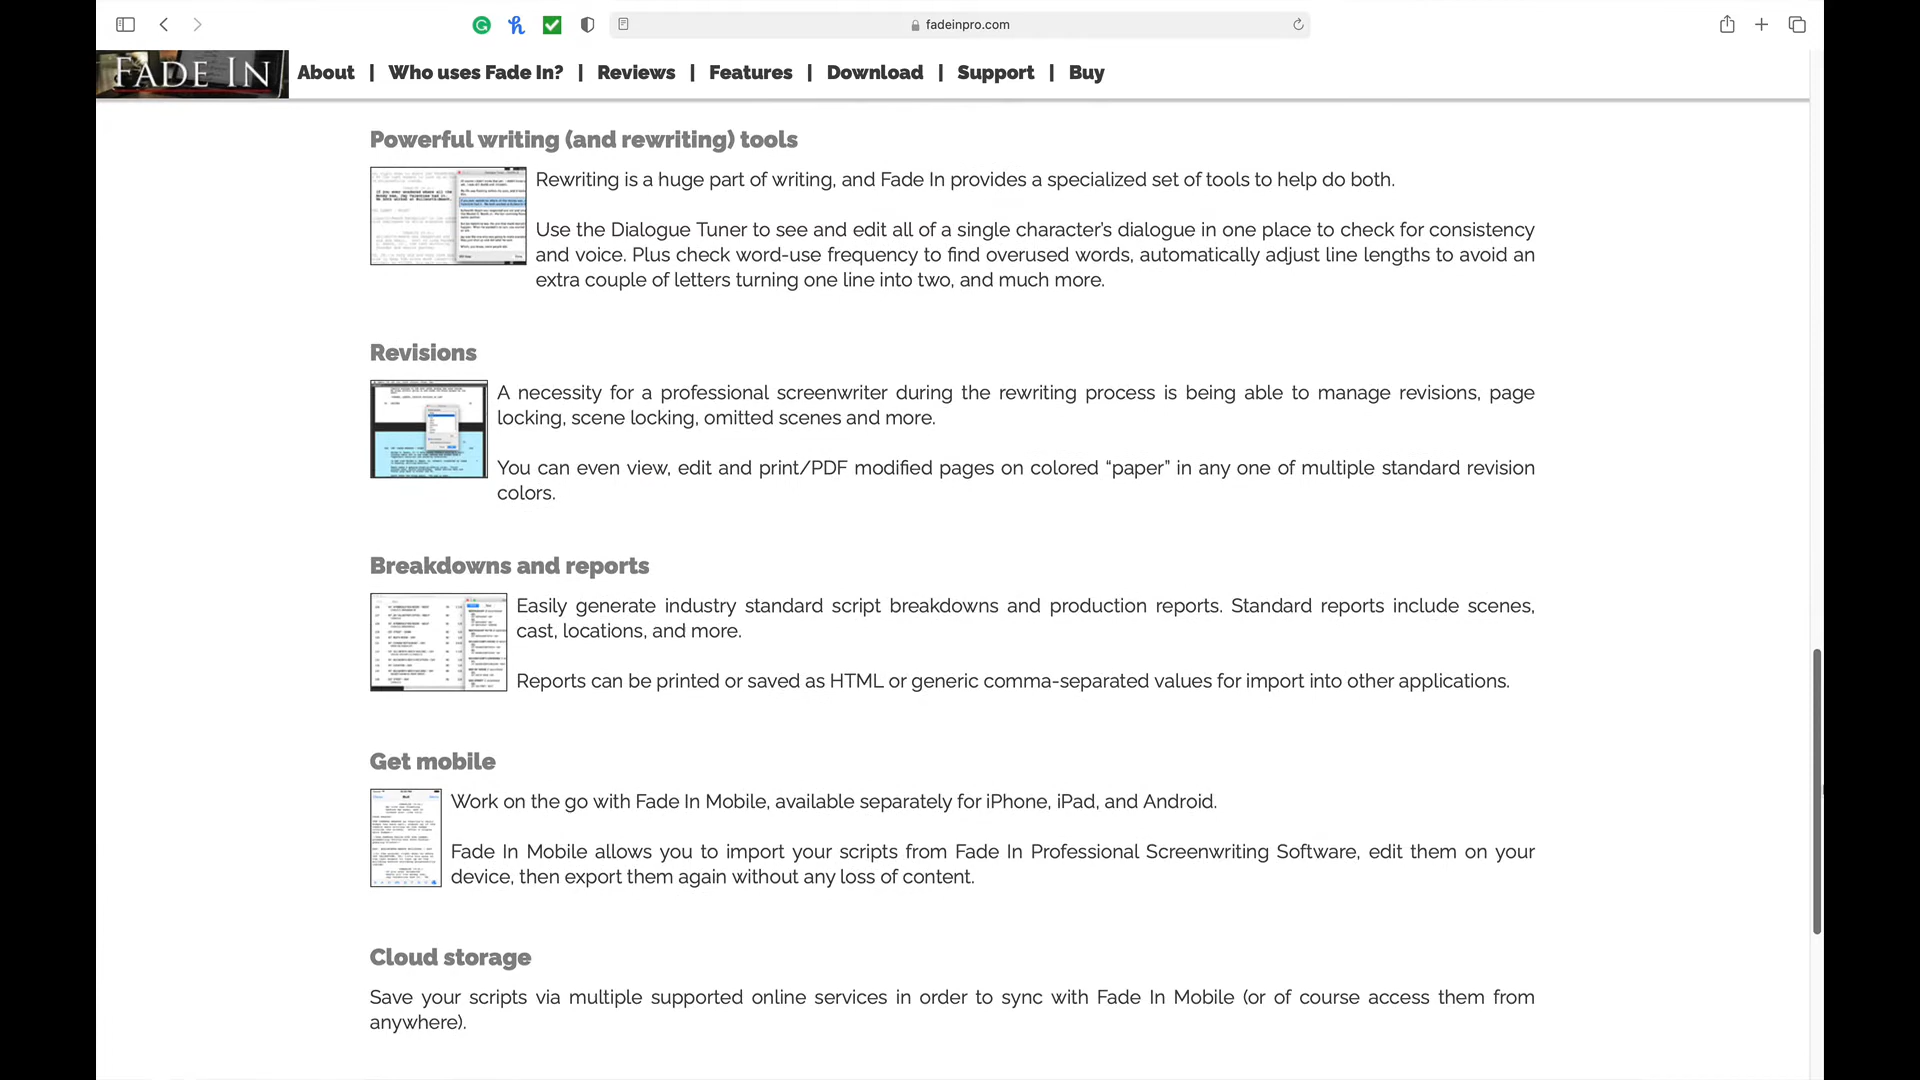 fadeinpro.com
FADE IN
About | Who uses Fade In? | Reviews | Features | Download | Support | Buy
Powerful writing (and rewriting) tools
Rewriting is a huge part of writing, and Fade In provides a specialized set of tools to help do both.
Use the Dialogue Tuner to see and edit all of a single character's dialogue in one place to check for consistency
and voice. Plus check word-use frequency to find overused words, automatically adjust line lengths to avoid an
extra couple of letters turning one line into two, and much more.
Revisions
A necessity for a professional screenwriter during the rewriting process is being able to manage revisions, page
locking, scene locking, omitted scenes and more.
You can even view, edit and print/PDF modified pages on colored “paper” in any one of multiple standard revision
colors.
Breakdowns and reports
Easily generate industry standard script breakdowns and production reports. Standard reports include scenes,
cast, locations, and more.
Reports can be printed or saved as HTML or generic comma-separated values for import into other applications.
Get mobile
Work on the go with Fade In Mobile, available separately for iPhone, iPad, and Android.
Fade In Mobile allows you to import your scripts from Fade In Professional Screenwriting Software, edit them on your
device, then export them again without any loss of content.
Cloud storage
Save your scripts via multiple supported online services in order to sync with Fade In Mobile (or of course access them from
anywhere).